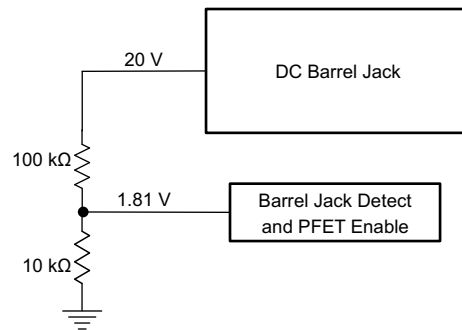 20 V
DC Barrel Jack
100 kΩ
1.81 V
Barrel Jack Detect
and PFET Enable
10 kΩ